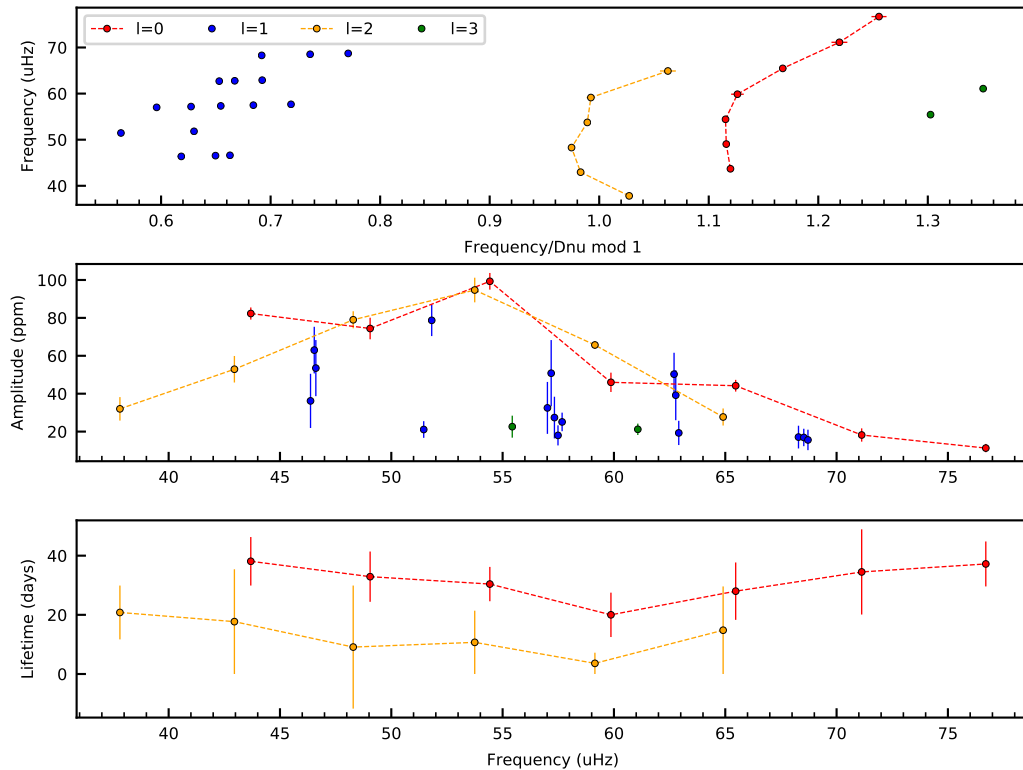 l=0 l=1 l=2 l=3
Frequency (uHz)
70
60
50
40
0.6 0.7 0.8 0.9 1.0 1.1 1.2 1.3
Frequency/Dnu mod 1
Amplitude (ppm)
100
80
60
40
20
40 45 50 55 60 65 70 75
Lifetime (days)
40
20
0
40 45 50 55 60 65 70 75
Frequency (uHz)